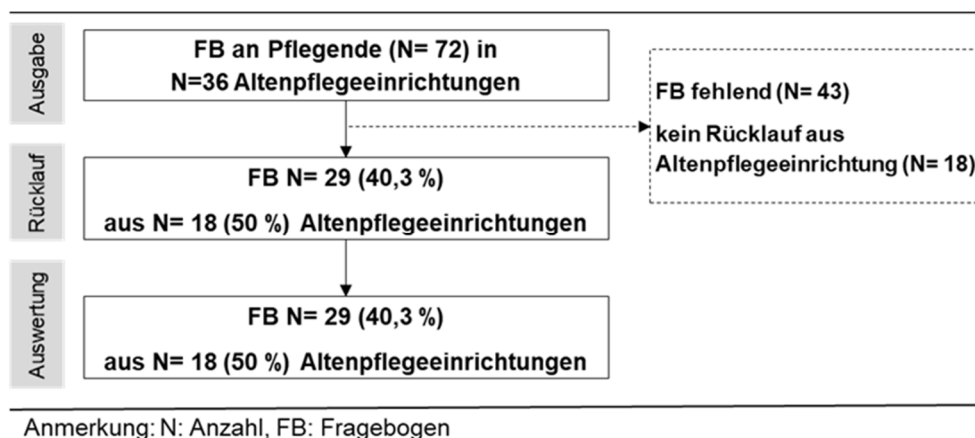 Ausgabe
FB an Pflegende (N= 72) in
N=36 Altenpflegeeinrichtungen
FB fehlend (N= 43)
kein Rücklauf aus
Altenpflegeeinrichtung (N= 18)
Rücklauf
FB N= 29 (40,3 %)
aus N= 18 (50 %) Altenpflegeeinrichtungen
Auswertung
FB N= 29 (40,3 %)
aus N= 18 (50 %) Altenpflegeeinrichtungen
Anmerkung: N: Anzahl, FB: Fragebogen